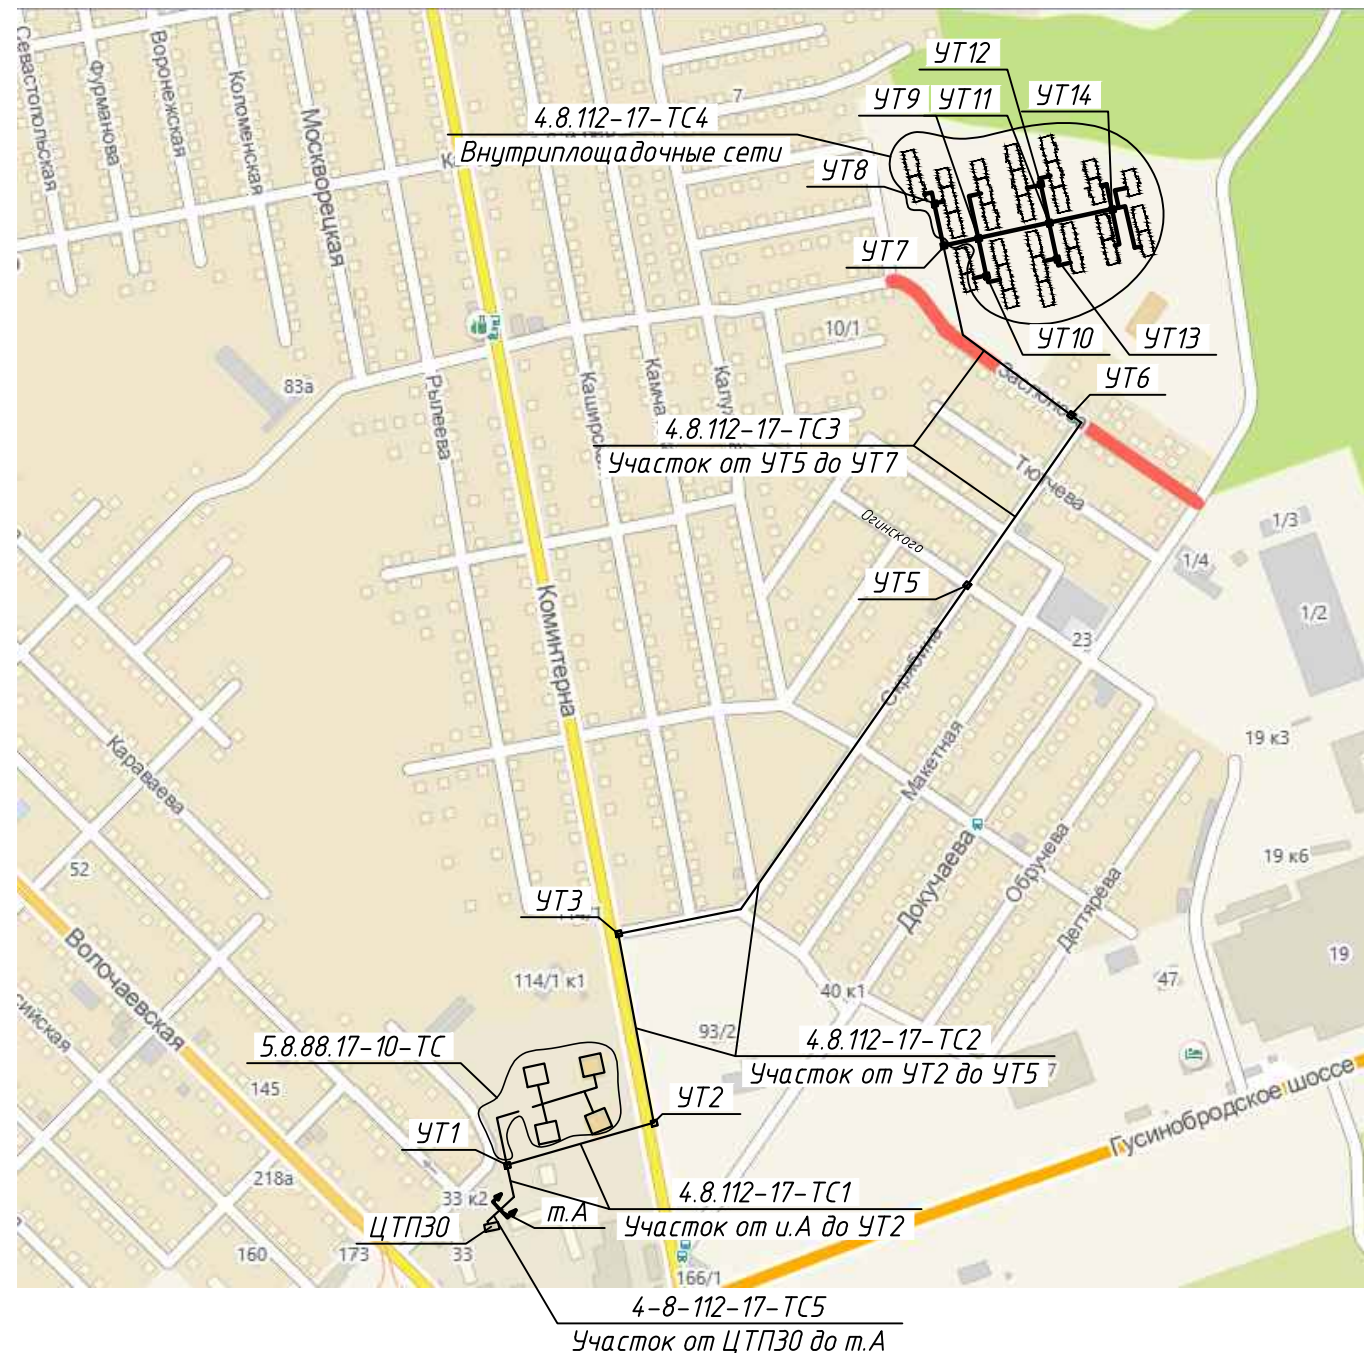 УТ12
УТ9
УТ11
УТ14
4.8.112-17-ТС4
Внутриплощадочные сети
УТ8
УТ7
УТ10
УТ13
УТ6
4.8.112-17-ТС3
Участок от УТ5 до УТ7
УТ5
УТ3
4.8.112-17-ТС2
Участок от УТ2 до УТ5
5.8.88.17-10-ТС
УТ2
УТ1
4.8.112-17-ТС1
Участок от и.А до УТ2
т.А
ЦТП30
4-8-112-17-ТС5
Участок от ЦТП30 до т.А
Севастопольская
Фурманова
Воронежская
Коломенская
Москворецкая
7
10/1
83а
Рылеева
Каширс
Камча
Калу
Заслонова
Тютчева
Огинского
1/3
1/4
1/2
23
Коминтерна
Скрябина
Макетная
19 к3
Караваева
52
Докучаева
Обручева
Дегтярёва
19 к6
19
47
Волочаевская
114/1 к1
40 к1
93/2
7
145
218а
33 к2
33
160
173
166/1
Гусинобродское шоссе